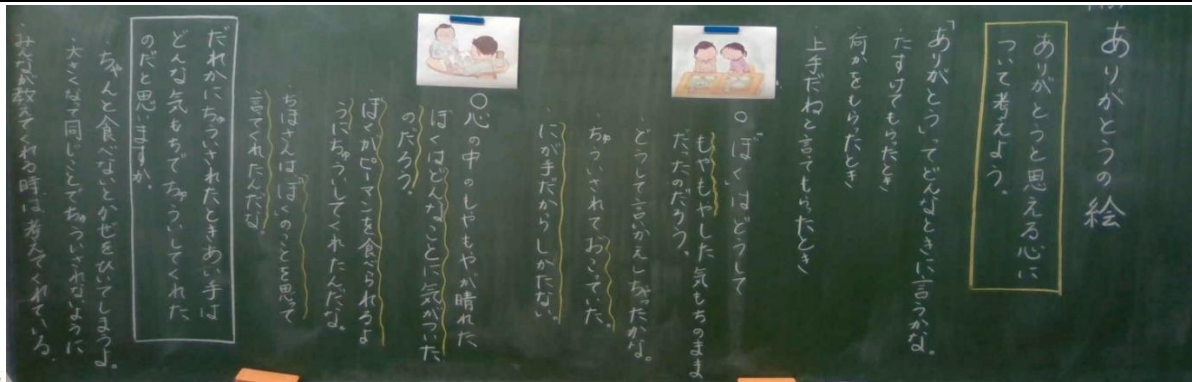 ありがとうの絵
ありがとうと思える心に
ついて考えよう。
「ありがとう」ってどんなときに言うかな。
たすけてもらったとき
何かをもらったとき
上手だねと言ってもらったとき
○「ぼく」はどうして
もやもやした気もちのまま
だったのだろう。
どうして言いかえしちゃったかな。
ちゅういされておこっていた。
にが手だからしかたない。
○心の中のもやもやが晴れた
ぼくはどんなことに気がついた
のだろう。
ぼくがピーマンを食べられるよ
うにちゅういしてくれたんだな。
ちほさんは「ぼく」のことを思って
言ってくれたんだな
だれかにちゅういされたときあい手は
どんな気もちでちゅういしてくれた
のだと思いますか。
ちゃんと食べないとかぜをひいてしまうよ。
大きくなって同じことでちゅういされないように
みんなが教えてくれる時は考えてくれている。